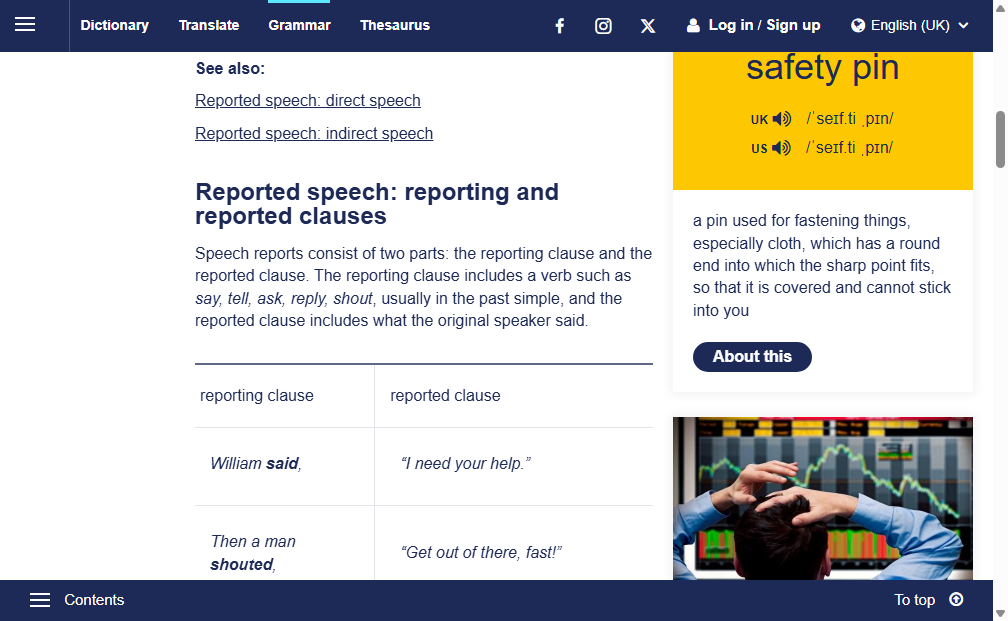 Dictionary Translate Grammar Thesaurus Log in / Sign up English (UK)
See also:
Reported speech: direct speech
Reported speech: indirect speech
Reported speech: reporting and
reported clauses
Speech reports consist of two parts: the reporting clause and the
reported clause. The reporting clause includes a verb such as
say, tell, ask, reply, shout, usually in the past simple, and the
reported clause includes what the original speaker said.
reporting clause reported clause
William said, “I need your help.”
Then a man
shouted, “Get out of there, fast!”
safety pin
UK /ˈseɪf.ti ˌpɪn/
US /ˈseɪf.ti ˌpɪn/
a pin used for fastening things,
especially cloth, which has a round
end into which the sharp point fits,
so that it is covered and cannot stick
into you
About this
Contents To top